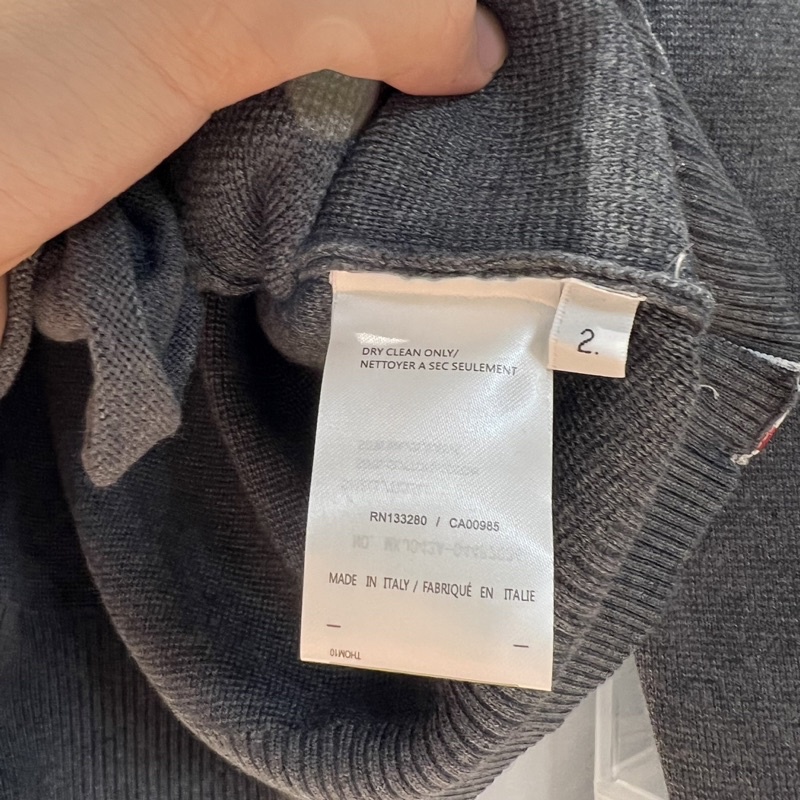 2.
DRY CLEAN ONLY/
NETTOYER A SEC SEULEMENT
RN133280 / CA00985
MADE IN ITALY / FABRIQUÉ EN ITALIE
THOM10